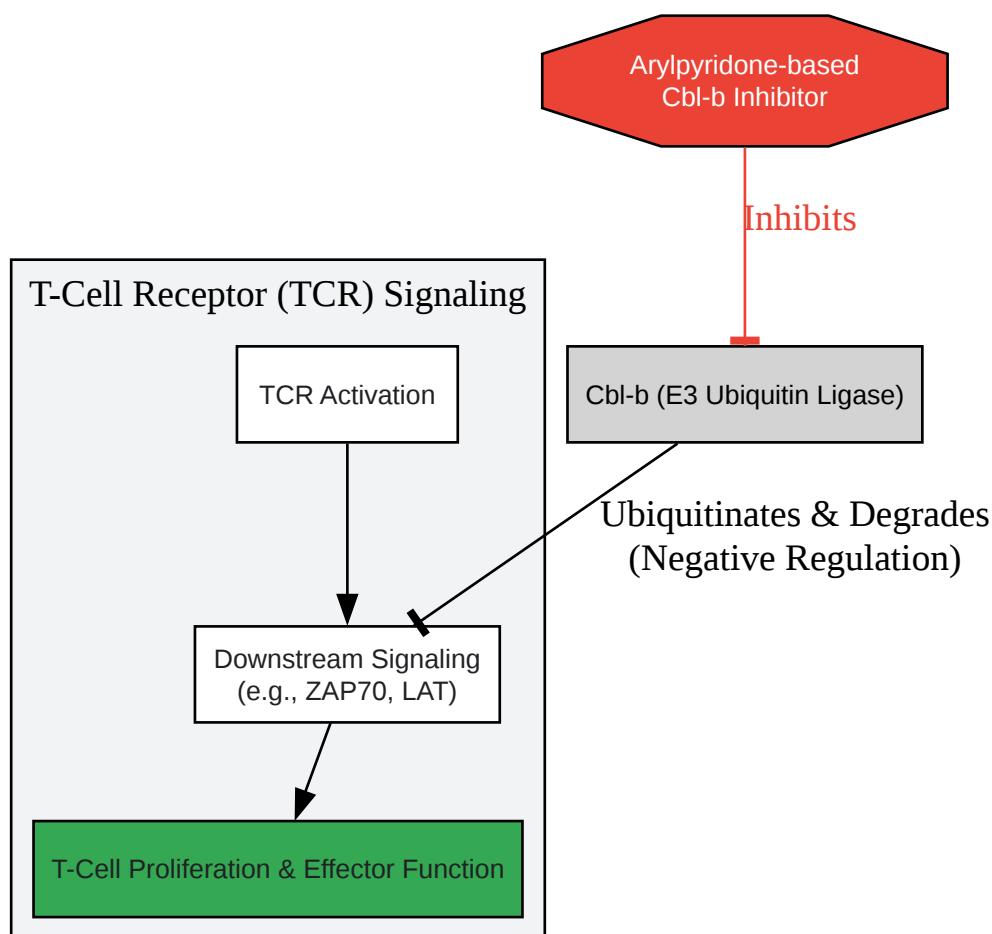 Arylpyridone-based
Cbl-b Inhibitor
Inhibits
T-Cell Receptor (TCR) Signaling
TCR Activation
Cbl-b (E3 Ubiquitin Ligase)
Ubiquitinates & Degrades
(Negative Regulation)
Downstream Signaling
(e.g., ZAP70, LAT)
T-Cell Proliferation & Effector Function